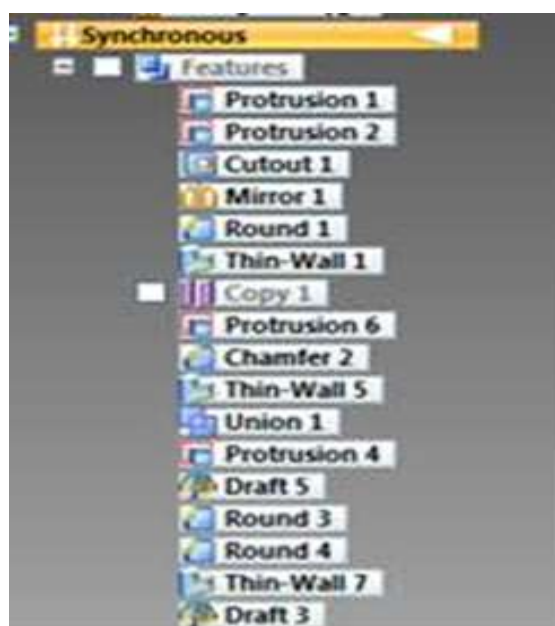 Synchronous
Features
Protrusion 1
Protrusion 2
Cutout 1
Mirror 1
Round 1
Thin-Wall 1
Copy 1
Protrusion 6
Chamfer 2
Thin-Wall 5
Union 1
Protrusion 4
Draft 5
Round 3
Round 4
Thin-Wall 7
Draft 3